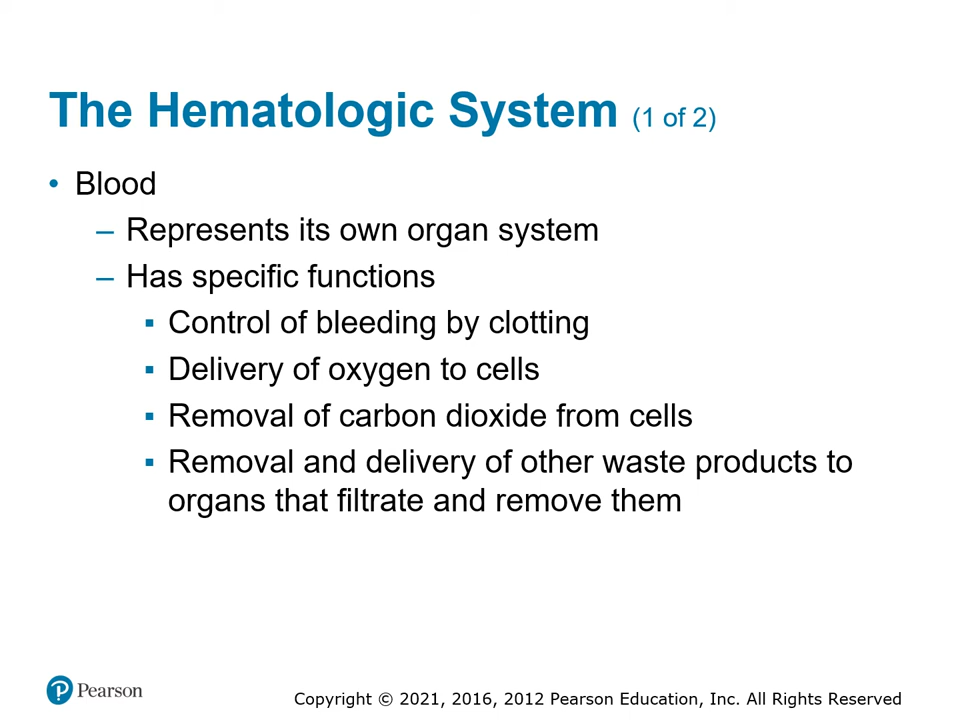 The Hematologic System (1 of 2)
• Blood
– Represents its own organ system
– Has specific functions
▪ Control of bleeding by clotting
▪ Delivery of oxygen to cells
▪ Removal of carbon dioxide from cells
▪ Removal and delivery of other waste products to
organs that filtrate and remove them
Pearson
Copyright © 2021, 2016, 2012 Pearson Education, Inc. All Rights Reserved